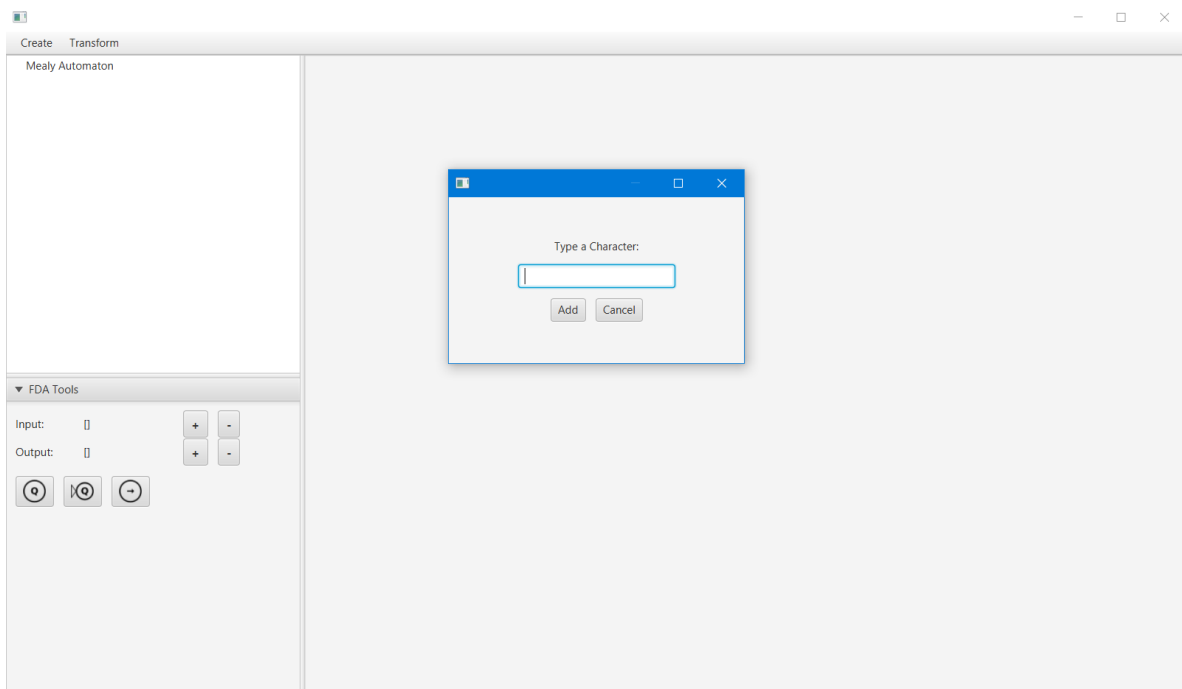 Create Transform
Mealy Automaton
Type a Character:
Add Cancel
FDA Tools
Input: [] + -
Output: [] + -
Q Q